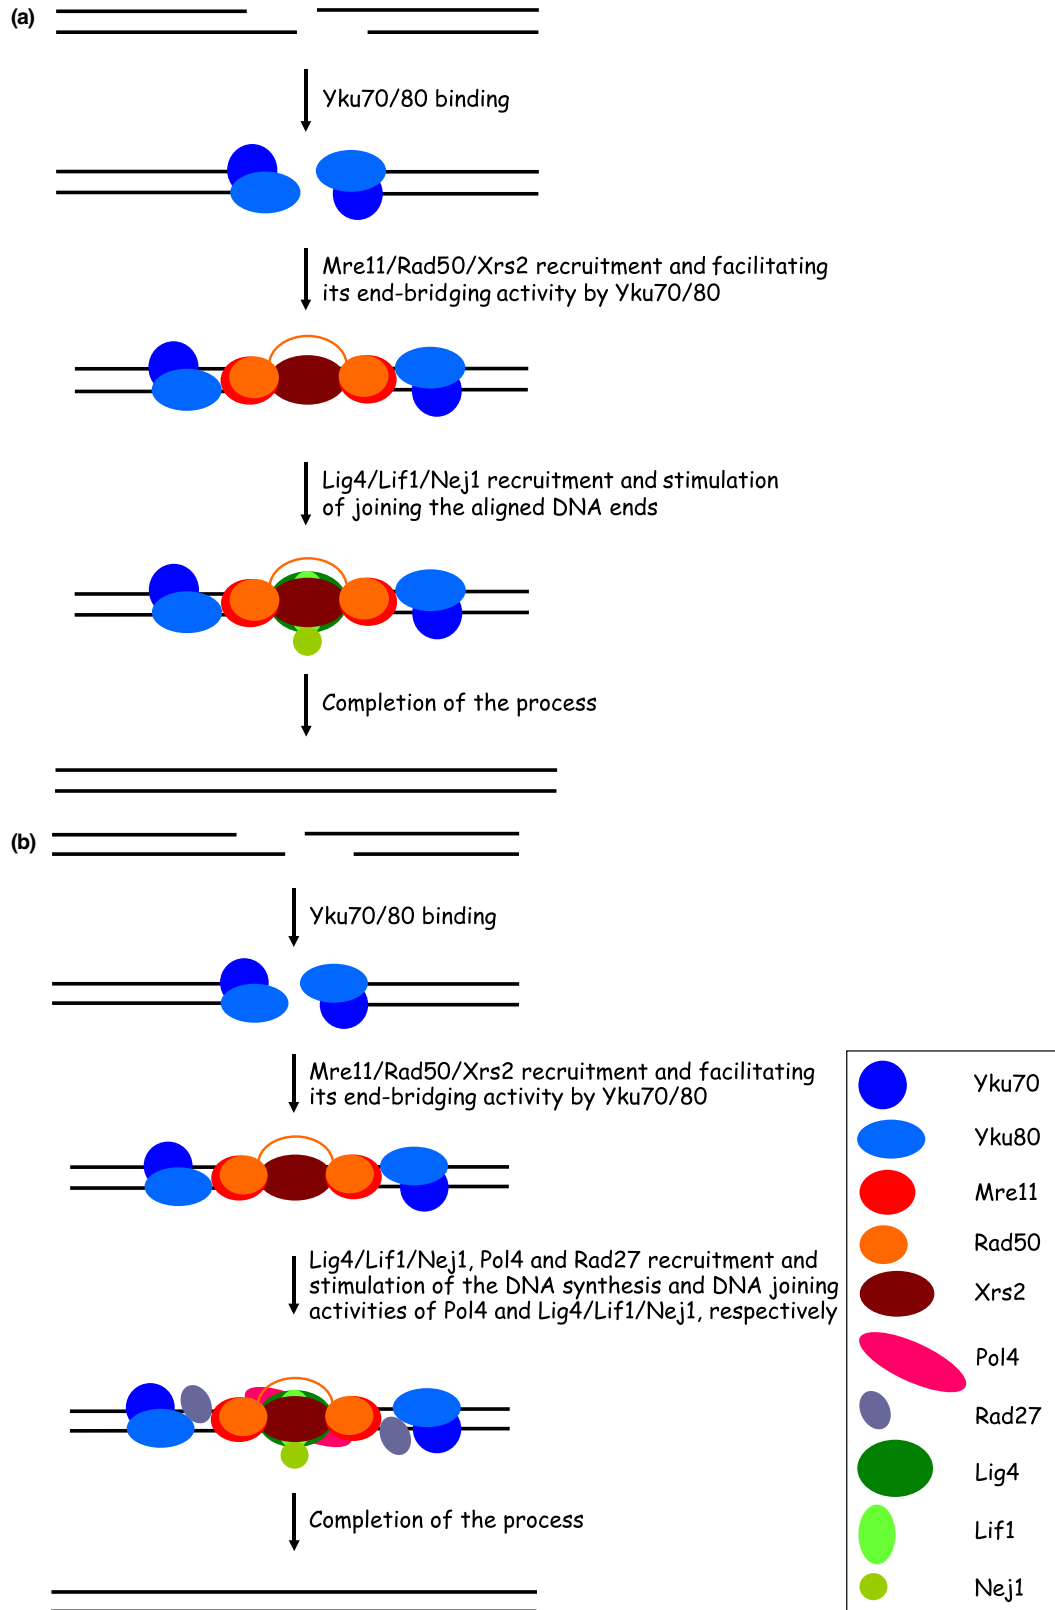 (a)
Yku70/80 binding
Mre11/Rad50/Xrs2 recruitment and facilitating
its end-bridging activity by Yku70/80
Lig4/Lif1/Nej1 recruitment and stimulation
of joining the aligned DNA ends
Completion of the process
(b)
Yku70/80 binding
Mre11/Rad50/Xrs2 recruitment and facilitating
its end-bridging activity by Yku70/80
Lig4/Lif1/Nej1, Pol4 and Rad27 recruitment and
stimulation of the DNA synthesis and DNA joining
activities of Pol4 and Lig4/Lif1/Nej1, respectively
Completion of the process
Yku70
Yku80
Mre11
Rad50
Xrs2
Pol4
Rad27
Lig4
Lif1
Nej1